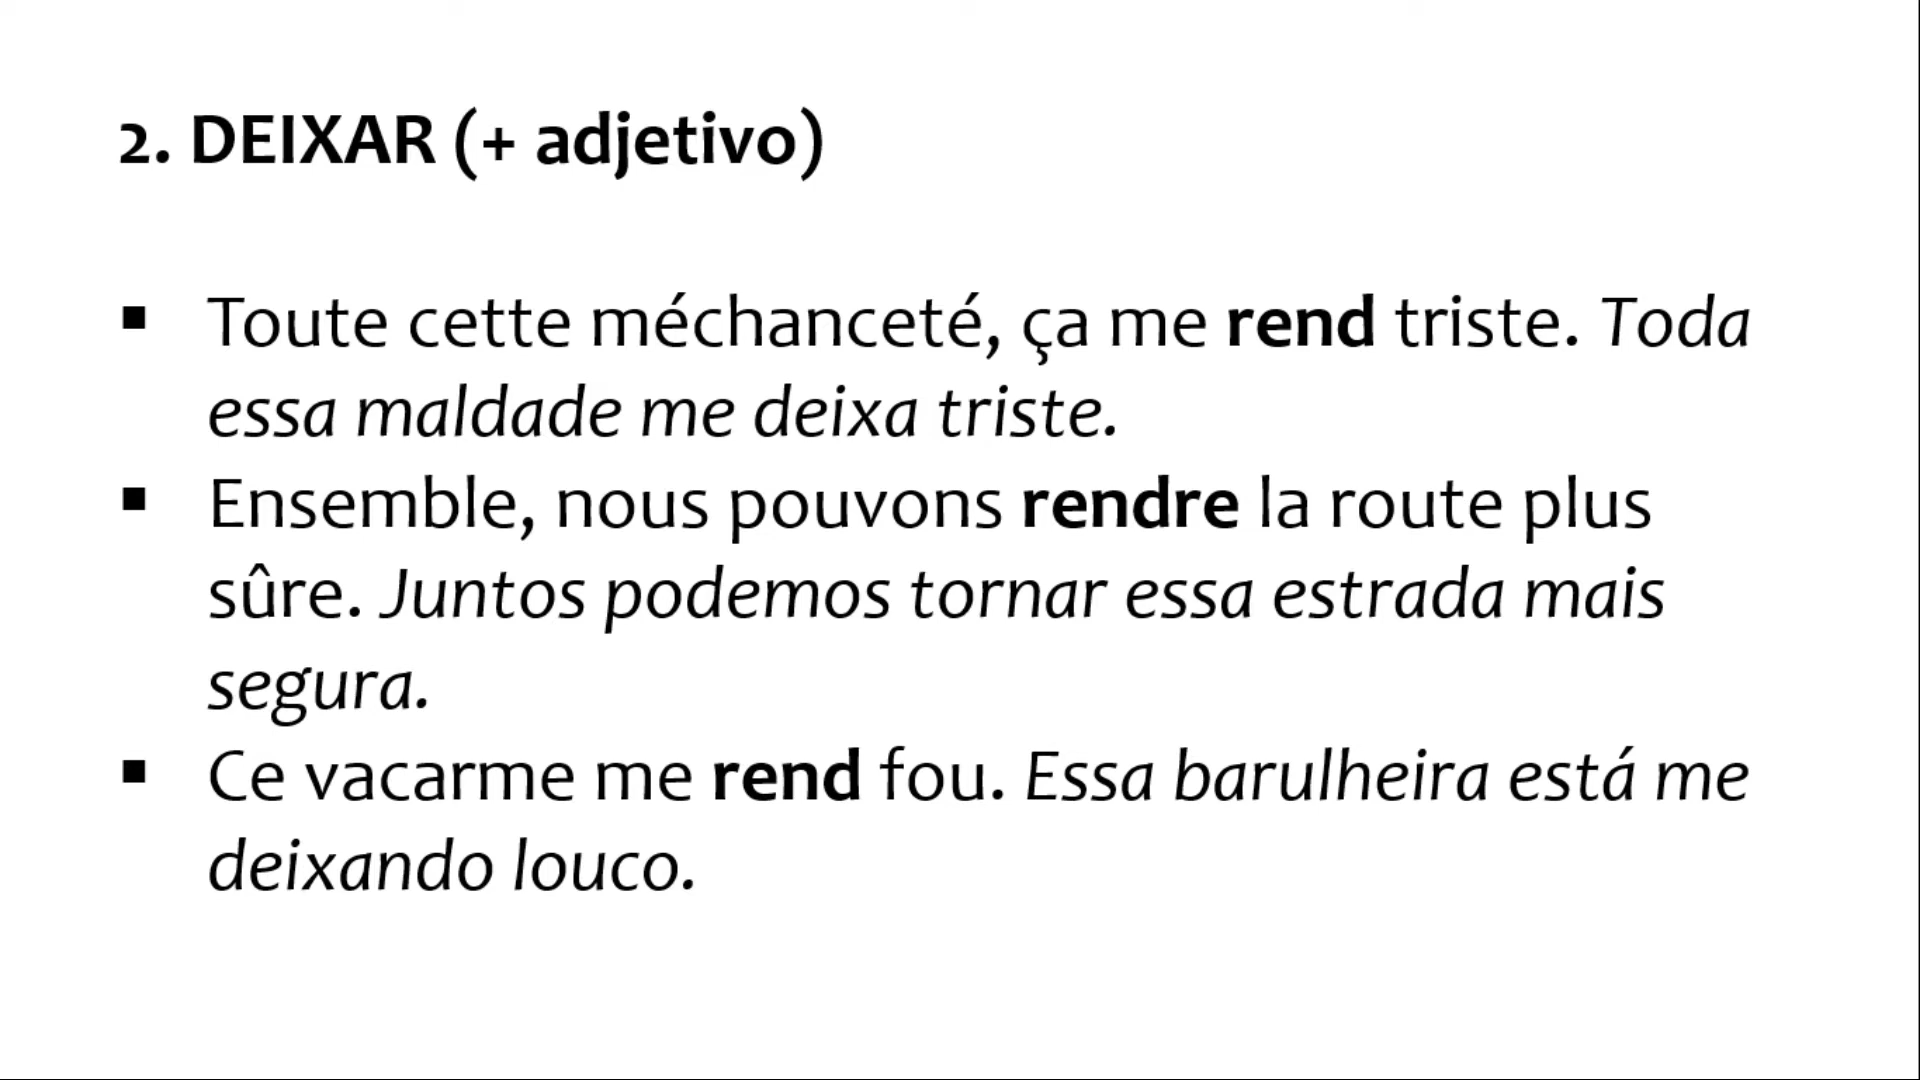 2. DEIXAR (+ adjetivo)
▪ Toute cette méchanceté, ça me rend triste. Toda
essa maldade me deixa triste.
▪ Ensemble, nous pouvons rendre la route plus
sûre. Juntos podemos tornar essa estrada mais
segura.
▪ Ce vacarme me rend fou. Essa barulheira está me
deixando louco.